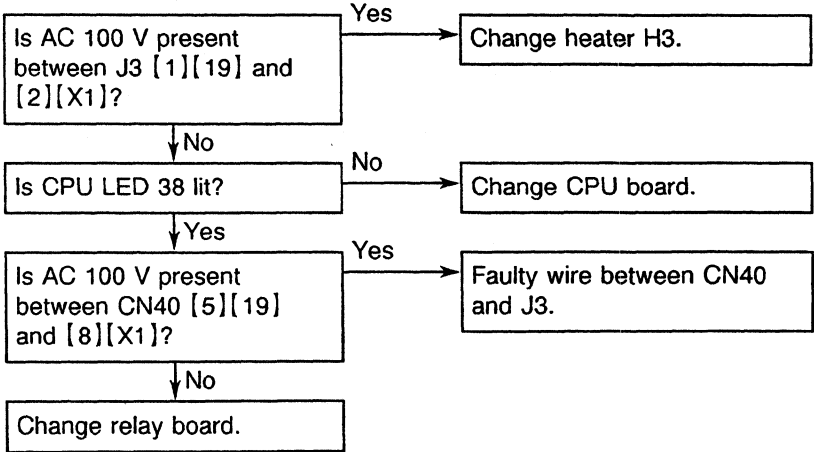 Is AC 100 V present
between J3 [1][19] and
[2][X1]?
Yes
Change heater H3.
No
Is CPU LED 38 lit?
No
Change CPU board.
Yes
Is AC 100 V present
between CN40 [5][19]
and [8][X1]?
Yes
Faulty wire between CN40
and J3.
No
Change relay board.